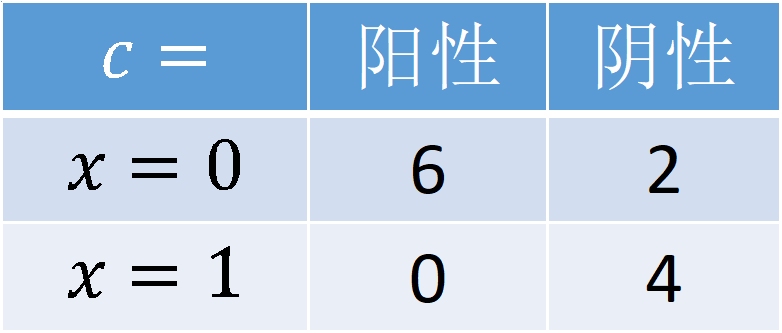 c = 阳性 阴性
x = 0 6 2
x = 1 0 4